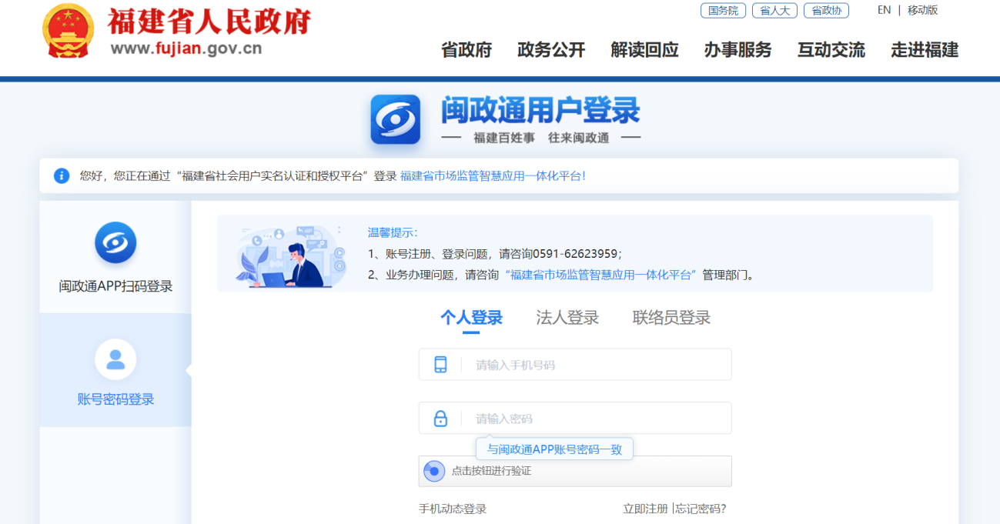 福建省人民政府
www.fujian.gov.cn
国务院 省人大 省政协 EN | 移动版
省政府 政务公开 解读回应 办事服务 互动交流 走进福建
闽政通用户登录
福建百姓事 往来闽政通
您好，您正在通过“福建省社会用户实名认证和授权平台”登录 福建省市场监管智慧应用一体化平台!
闽政通APP扫码登录
账号密码登录
温馨提示:
1、账号注册、登录问题，请咨询0591-62623959;
2、业务办理问题，请咨询“福建省市场监管智慧应用一体化平台”管理部门。
个人登录 法人登录 联络员登录
请输入手机号码
请输入密码
与闽政通APP账号密码一致
点击按钮进行验证
手机动态登录 立即注册 |忘记密码?